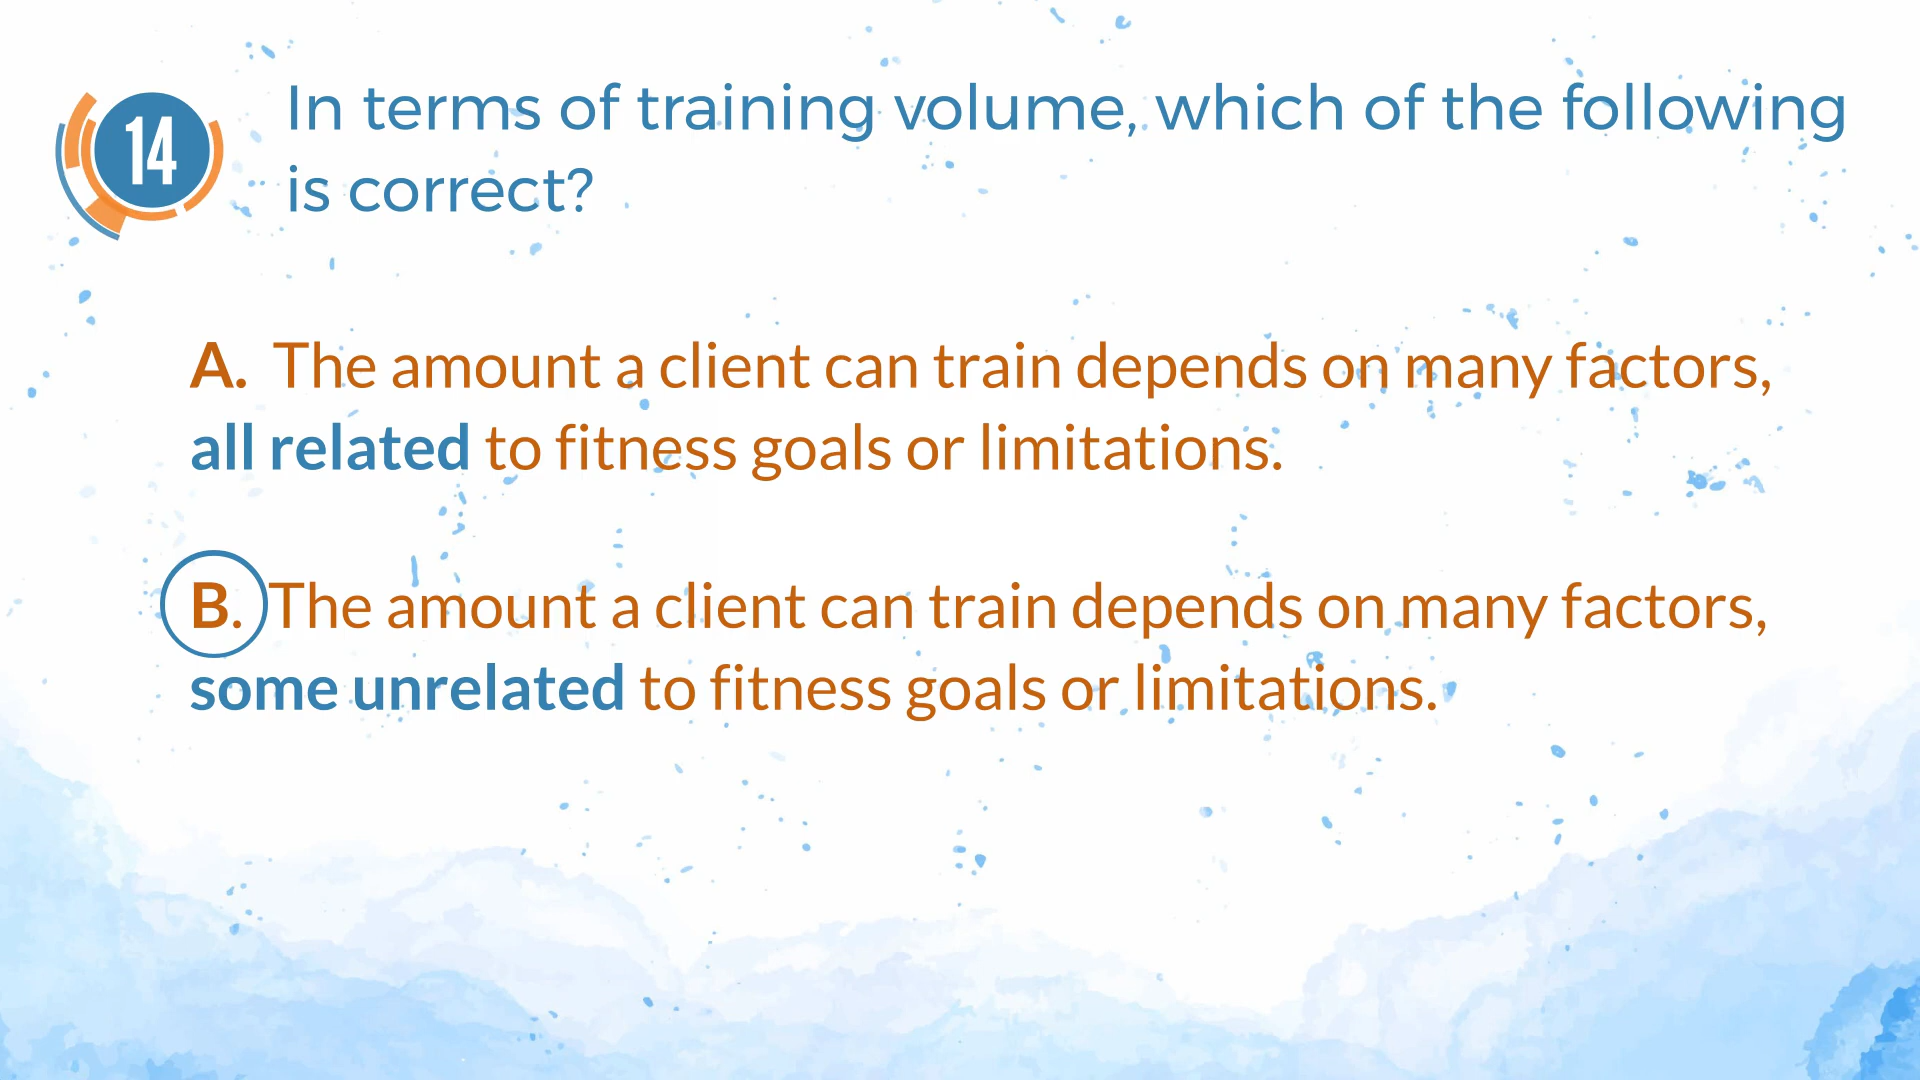 14
In terms of training volume, which of the following
is correct?
A. The amount a client can train depends on many factors,
all related to fitness goals or limitations.
B. The amount a client can train depends on many factors,
some unrelated to fitness goals or limitations.